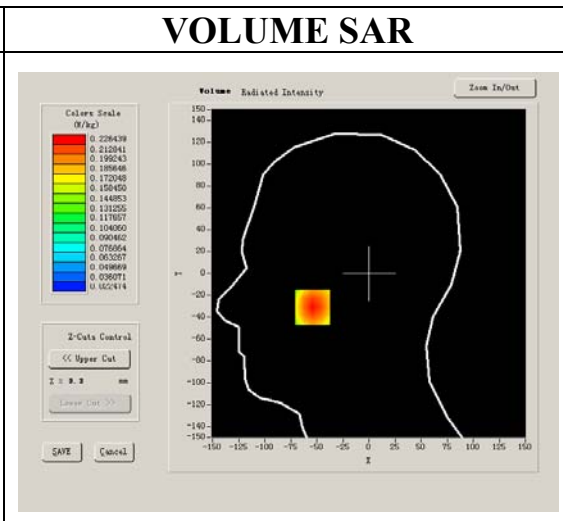 VOLUME SAR
Volume Radiated Intensity
Zoom In/Out
Colors Scale
(W/kg)
0.226439
0.212841
0.199243
0.185646
0.172048
0.158450
0.144853
0.131255
0.117657
0.104060
0.090462
0.076864
0.063267
0.049669
0.036071
0.022474
Z-Cuts Control
<< Upper Cut
mm
Lower Cut >>
SAVE
Cancel
150
140
120
100
80
60
40
20
0
-20
-40
-60
-80
-100
-120
-140
-150
Y
-150 -125 -100 -75 -50 -25 0 25 50 75 100 125 150
X